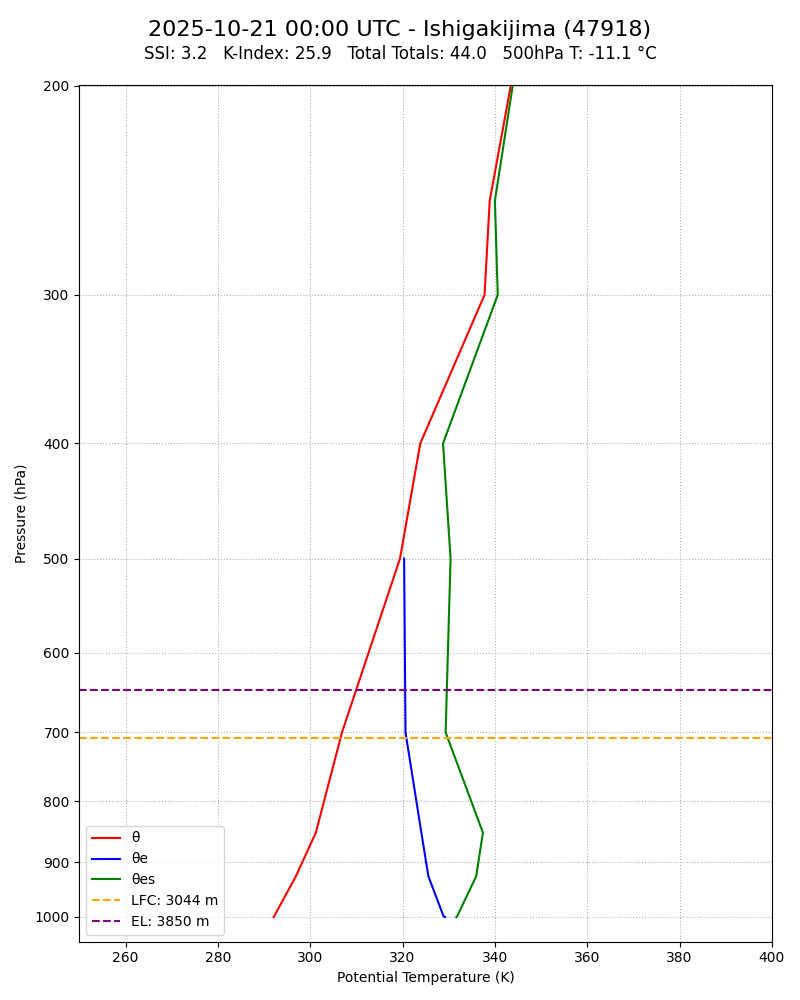 2025-10-21 00:00 UTC - Ishigakijima (47918)
SSI: 3.2   K-Index: 25.9   Total Totals: 44.0   500hPa T: -11.1 °C
200
300
400
500
600
700
800
900
1000
Pressure (hPa)
θ
θe
θes
LFC: 3044 m
EL: 3850 m
260 280 300 320 340 360 380 400
Potential Temperature (K)